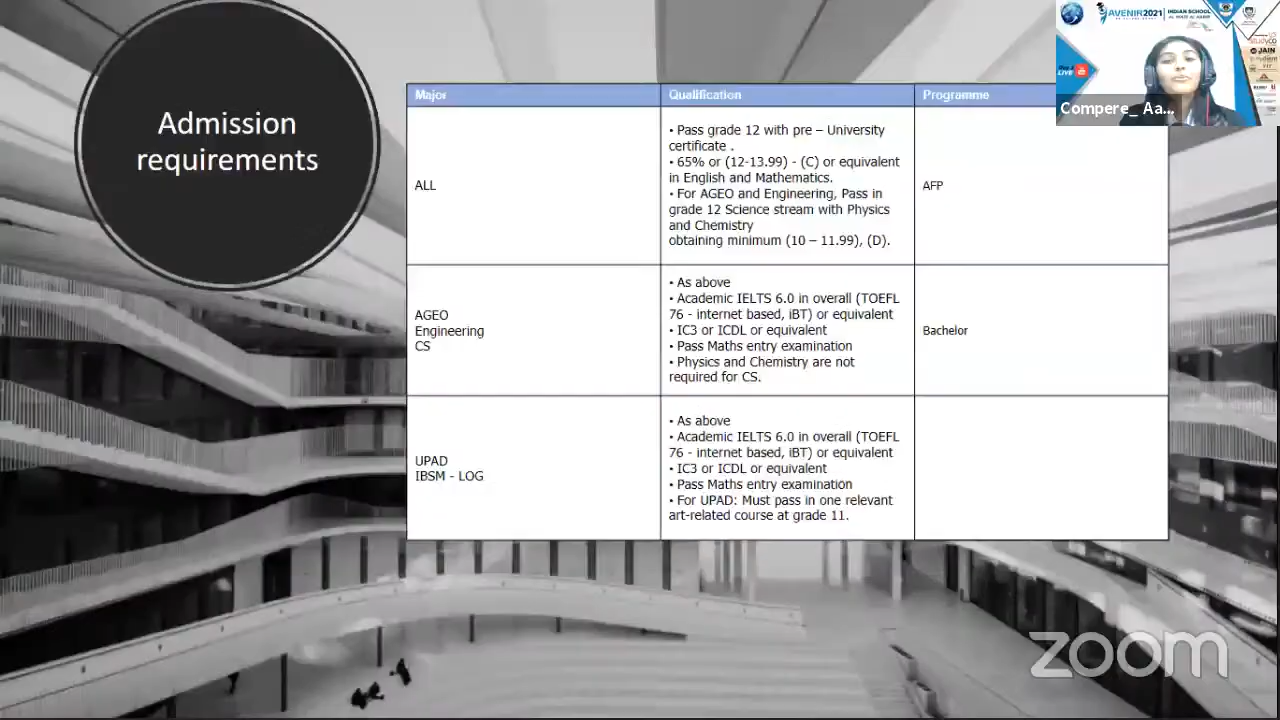 Admission
requirements
Major
Qualification
Programme
ALL
• Pass grade 12 with pre – University
certificate .
• 65% or (12-13.99) - (C) or equivalent
in English and Mathematics.
• For AGEO and Engineering, Pass in
grade 12 Science stream with Physics
and Chemistry
obtaining minimum (10 – 11.99), (D).
AFP
AGEO
Engineering
CS
• As above
• Academic IELTS 6.0 in overall (TOEFL
76 - internet based, iBT) or equivalent
• IC3 or ICDL or equivalent
• Pass Maths entry examination
• Physics and Chemistry are not
required for CS.
Bachelor
UPAD
IBSM - LOG
• As above
• Academic IELTS 6.0 in overall (TOEFL
76 - internet based, iBT) or equivalent
• IC3 or ICDL or equivalent
• Pass Maths entry examination
• For UPAD: Must pass in one relevant
art-related course at grade 11.
AVENIR2021 INDIAN SCHOOL
LIVE
JAIN
Compere_ Aa...
zoom